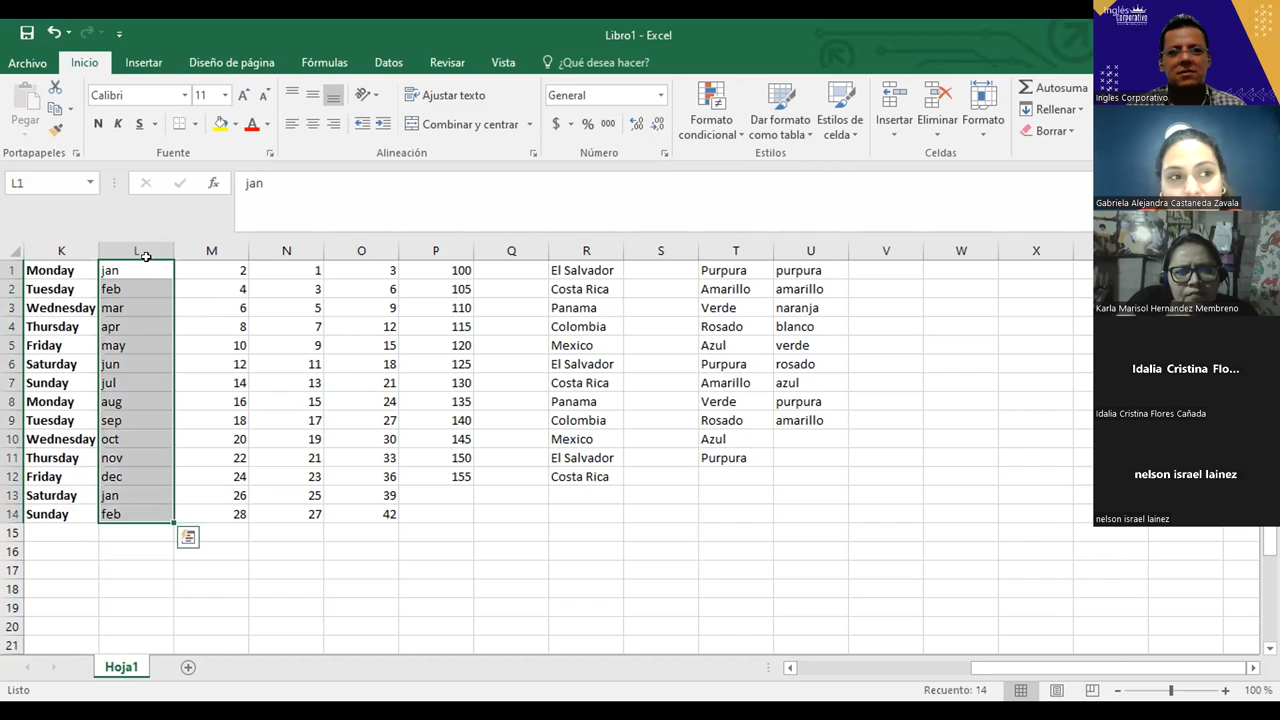 Libro1 - Excel
Archivo Inicio Insertar Diseño de página Fórmulas Datos Revisar Vista ¿Qué desea hacer?
Pegar
Calibri 11
N K S
Ajustar texto
Combinar y centrar
General
$ % 000
Formato condicional
Dar formato como tabla
Estilos de celda
Insertar
Eliminar
Formato
Autosuma
Rellenar
Borrar
Portapapeles Fuente Alineación Número Estilos Celdas
L1 fx jan
K L M N O P Q R S T U V W X
1 Monday jan 2 1 3 100 El Salvador Purpura purpura
2 Tuesday feb 4 3 6 105 Costa Rica Amarillo amarillo
3 Wednesday mar 6 5 9 110 Panama Verde naranja
4 Thursday apr 8 7 12 115 Colombia Rosado blanco
5 Friday may 10 9 15 120 Mexico Azul verde
6 Saturday jun 12 11 18 125 El Salvador Purpura rosado
7 Sunday jul 14 13 21 130 Costa Rica Amarillo azul
8 Monday aug 16 15 24 135 Panama Verde purpura
9 Tuesday sep 18 17 27 140 Colombia Rosado amarillo
10 Wednesday oct 20 19 30 145 Mexico Azul
11 Thursday nov 22 21 33 150 El Salvador Purpura
12 Friday dec 24 23 36 155 Costa Rica
13 Saturday jan 26 25 39
14 Sunday feb 28 27 42
15
16
17
18
19
20
21
Hoja1
Listo Recuento: 14 100 %
Inglés
Corporativo
Ingles Corporativo
Gabriela Alejandra Castaneda Zavala
Karla Marisol Hernandez Membreno
Idalia Cristina Flo...
Idalia Cristina Flores Cañada
nelson israel lainez
nelson israel lainez